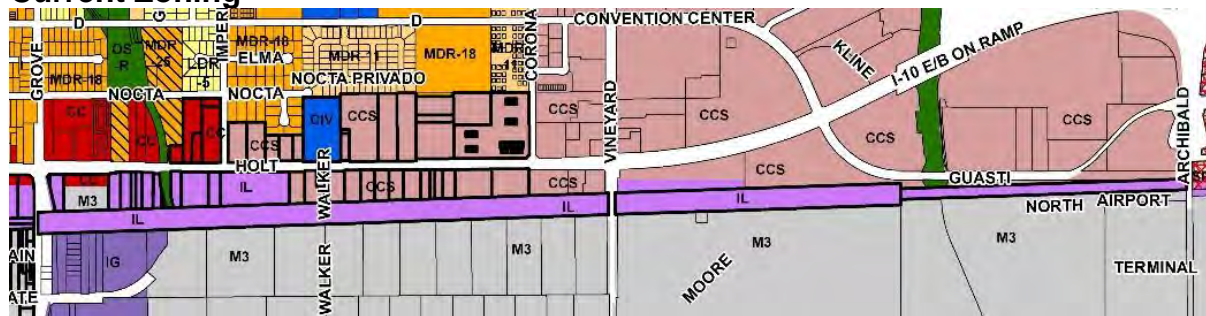 Current Zoning
D
G
D
CONVENTION CENTER
GROVE
OS
-R
MDR-
25
LDR
-5
IMPER
MDR-18
ELMA
MDR-11
MDR-18
CORONA
KLINE
I-10 E/B ON RAMP
MDR-18
NOCTA
NOCTA
NOCTA PRIVADO
VINEYARD
CC
CC
CC
CCS
CIV
CCS
CCS
CCS
CCS
CCS
HOLT
WALKER
CCS
CCS
CCS
GUASTI
ARCHIBALD
M3
IL
IL
IL
IL
NORTH AIRPORT
SP
IG
M3
WALKER
M3
MOORE
M3
M3
TERMINAL
AIN
ATE